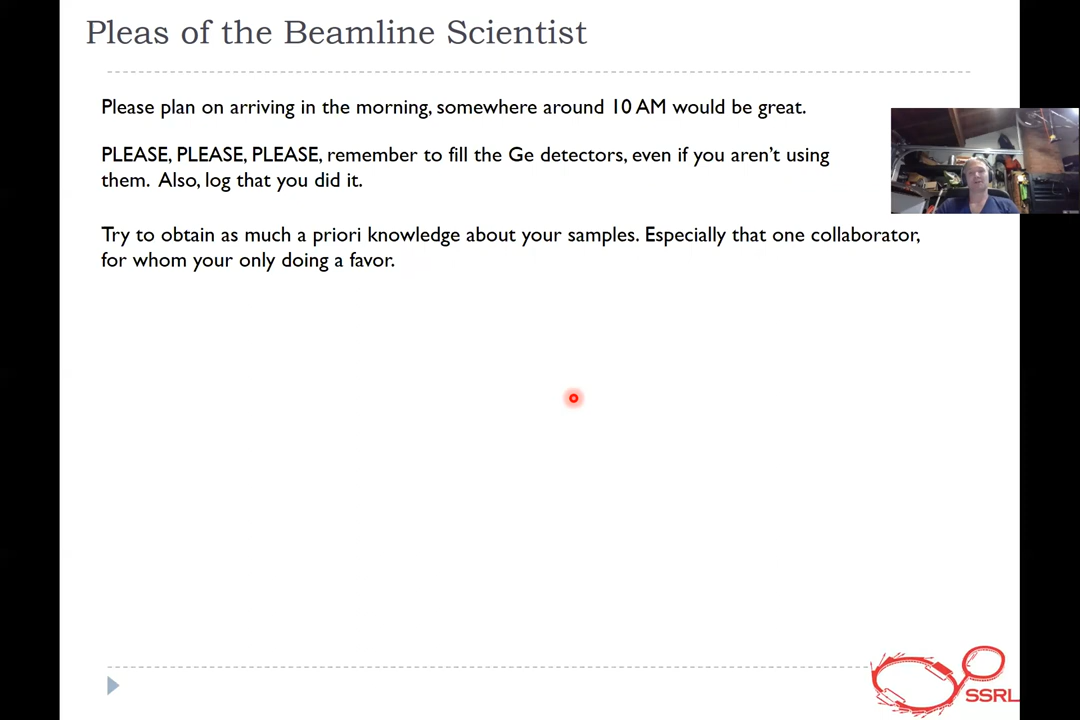 Pleas of the Beamline Scientist
Please plan on arriving in the morning, somewhere around 10 AM would be great.
PLEASE, PLEASE, PLEASE, remember to fill the Ge detectors, even if you aren’t using
them. Also, log that you did it.
Try to obtain as much a priori knowledge about your samples. Especially that one collaborator,
for whom your only doing a favor.
SSRL